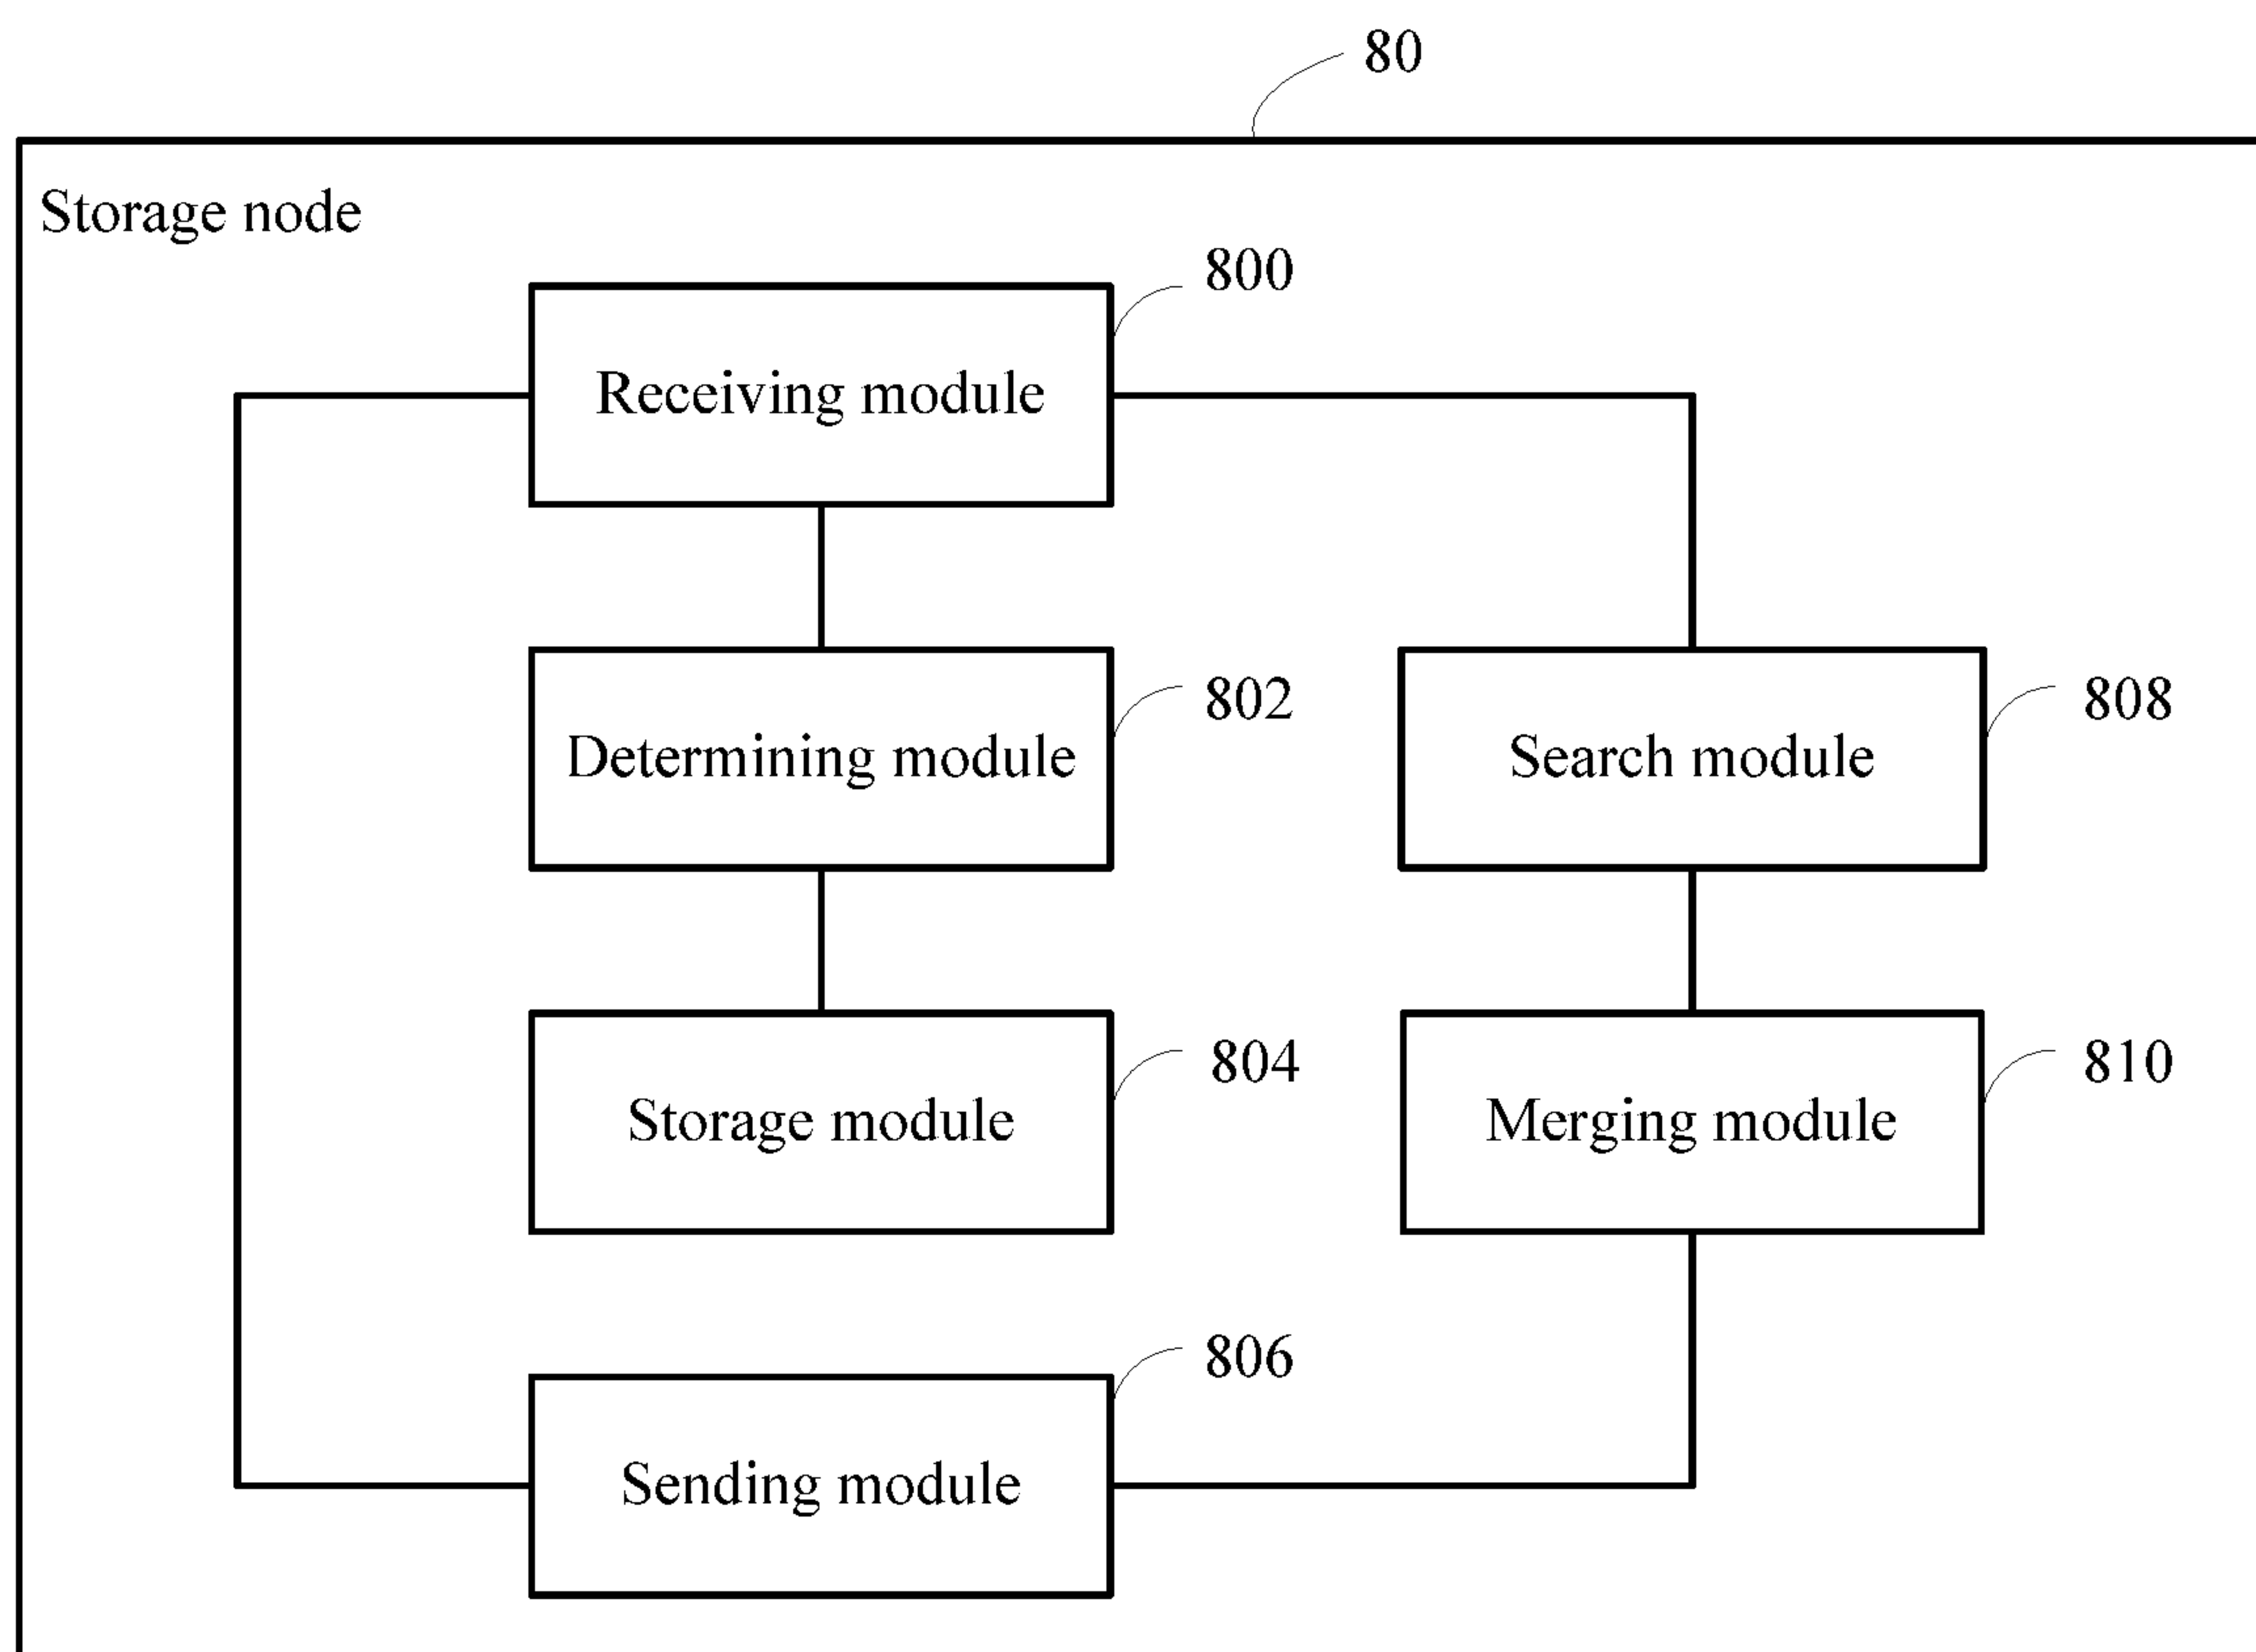 80
Storage node
800
Receiving module
802
808
Determining module
Search module
804
810
Storage module
Merging module
806
Sending module